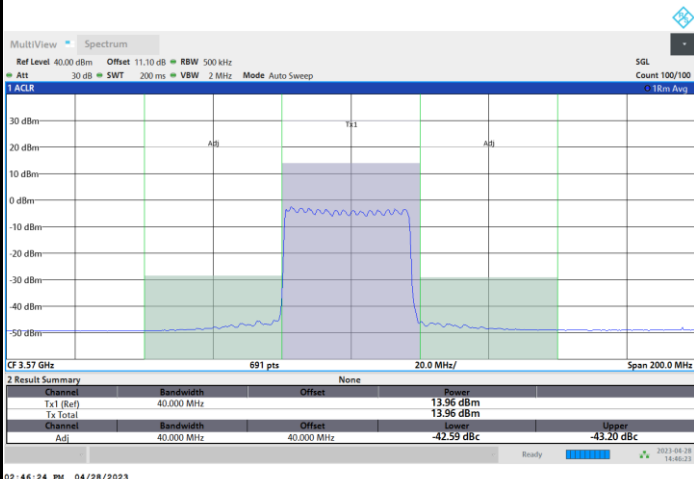 MultiView Spectrum
Ref Level 40.00 dBm Offset 11.10 dB RBW 500 kHz SGL
Att 30 dB SWT 200 ms VBW 2 MHz Mode Auto Sweep Count 100/100
1 ACLR 1Rm Avg
30 dBm
Tx1
20 dBm Adj Adj
10 dBm
0 dBm
-10 dBm
-20 dBm
-30 dBm
-40 dBm
-50 dBm
CF 3.57 GHz 691 pts 20.0 MHz/ Span 200.0 MHz
2 Result Summary None
Channel Bandwidth Offset Power
Tx1 (Ref) 40.000 MHz 13.96 dBm
Tx Total 13.96 dBm
Channel Bandwidth Offset Lower Upper
Adj 40.000 MHz 40.000 MHz -42.59 dBc -43.20 dBc
Ready 2023-04-28
14:46:23
02:46:24 PM 04/28/2023